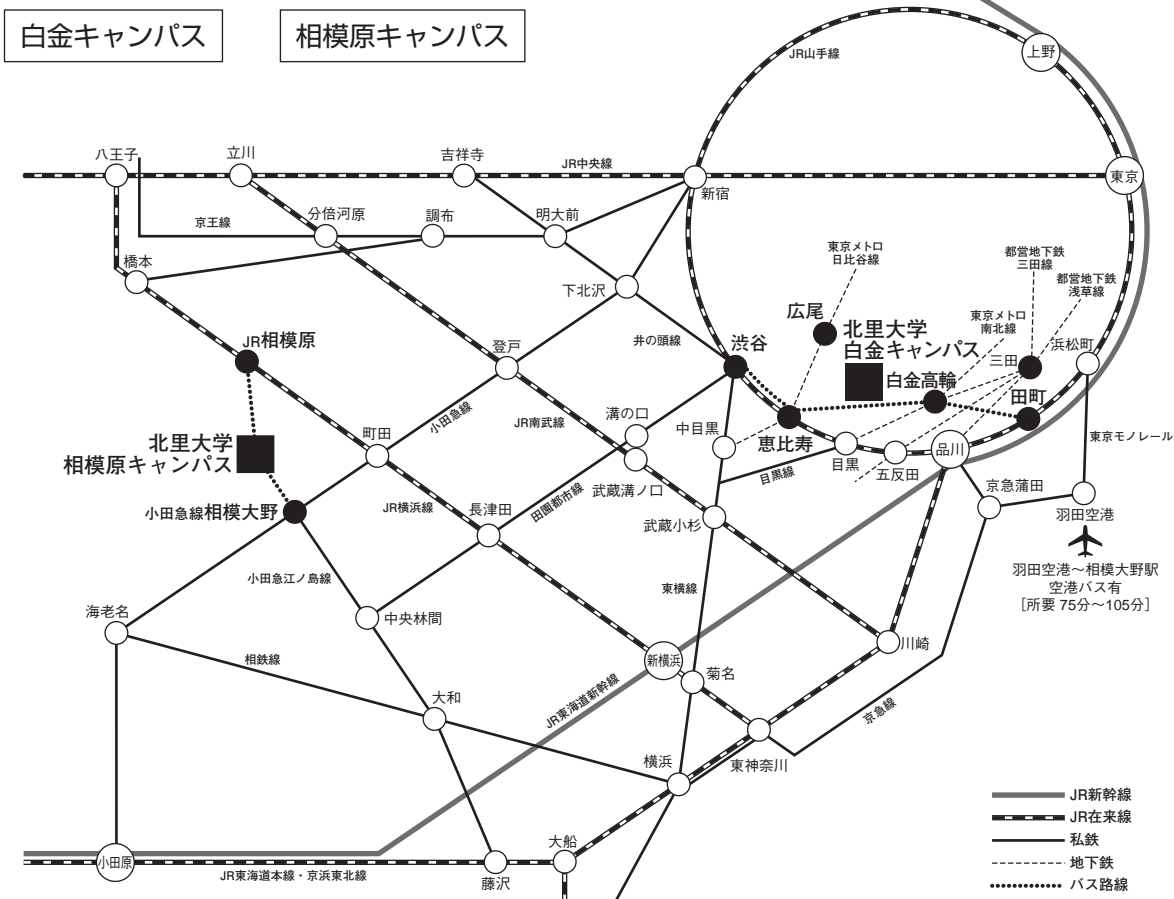 白金キャンパス
相模原キャンパス
JR山手線
上野
八王子
立川
吉祥寺
JR中央線
新宿
東京
京王線
分倍河原
調布
明大前
橋本
下北沢
東京メトロ
日比谷線
都営地下鉄
三田線
都営地下鉄
浅草線
広尾
北里大学
白金キャンパス
東京メトロ
南北線
浜松町
三田
JR相模原
登戸
井の頭線
渋谷
白金高輪
田町
北里大学
相模原キャンパス
町田
小田急線
JR南武線
溝の口
中目黒
恵比寿
目黒
五反田
品川
東京モノレール
武蔵溝ノ口
目黒線
小田急線相模大野
JR横浜線
長津田
田園都市線
武蔵小杉
京急蒲田
羽田空港
羽田空港～相模大野駅
空港バス有
［所要 75分～105分］
小田急江ノ島線
東横線
海老名
中央林間
相鉄線
川崎
新横浜
菊名
大和
JR東海道新幹線
京急線
横浜
東神奈川
小田原
JR東海道本線・京浜東北線
藤沢
大船
JR新幹線
JR在来線
私鉄
地下鉄
バス路線